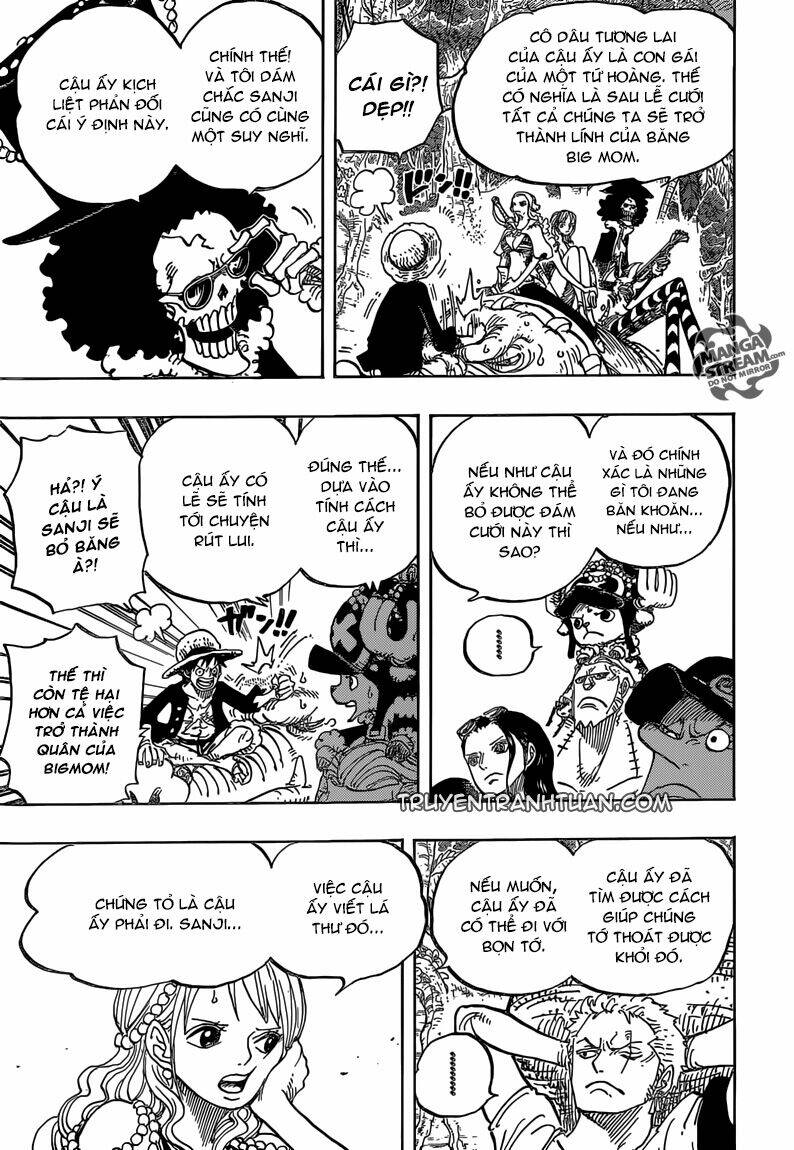 CÔ DÂU TƯƠNG LAI
CỦA CẬU ẤY LÀ CON GÁI
CỦA MỘT TỨ HOÀNG. THẾ
CÓ NGHĨA LÀ SAU LỄ CƯỚI
TẤT CẢ CHÚNG TA SẼ TRỞ
THÀNH LÍNH CỦA BĂNG
BIG MOM.
CÁI GÌ?!
DẸP!!
ドン!!
CHÍNH THẾ!
VÀ TÔI DÁM
CHẮC SANJI
CŨNG CÓ CÙNG
MỘT SUY NGHĨ.
CẬU ẤY KỊCH
LIỆT PHẢN ĐỐI
CÁI Ý ĐỊNH NÀY.
MANGA
STREAM.com
DO NOT MIRROR
VÀ ĐÓ CHÍNH
XÁC LÀ NHỮNG
GÌ TÔI ĐANG
BĂN KHOĂN...
NẾU NHƯ...
NẾU NHƯ CẬU
ẤY KHÔNG THỂ
BỎ ĐƯỢC ĐÁM
CƯỚI NÀY THÌ
SAO?
ĐÚNG THẾ...
DỰA VÀO
TÍNH CÁCH
CẬU ẤY
THÌ...
CẬU ẤY CÓ
LẼ SẼ TÍNH
TỚI CHUYỆN
RÚT LUI.
HẢ?! Ý
CẬU LÀ
SANJI SẼ
BỎ BĂNG
À?!
ガン!!
THẾ THÌ
CÒN TỆ HẠI
HƠN CẢ VIỆC
TRỞ THÀNH
QUÂN CỦA
BIGMOM!
TRUYENTRANHTUAN.COM
CẬU ẤY ĐÃ
TÌM ĐƯỢC CÁCH
GIÚP CHÚNG
TỚ THOÁT ĐƯỢC
KHỎI ĐÓ.
NẾU MUỐN,
CẬU ẤY ĐÃ
CÓ THỂ ĐI VỚI
BỌN TỚ.
VIỆC CẬU
ẤY VIẾT LÁ
THƯ ĐÓ...
CHỨNG TỎ LÀ CẬU
ẤY PHẢI ĐI. SANJI...